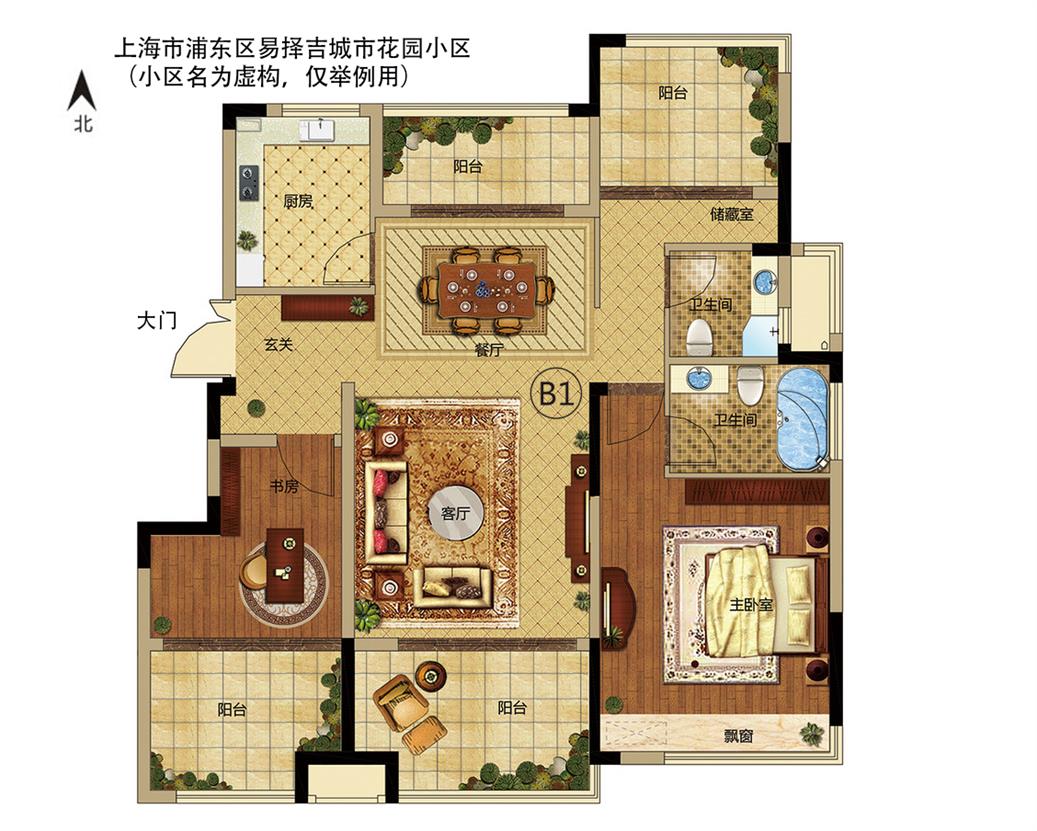 上海市浦东区易择吉城市花园小区
（小区名为虚构，仅举例用）
北
阳台
阳台
厨房
储藏室
卫生间
大门
玄关
餐厅
B1
卫生间
书房
客厅
主卧室
阳台
阳台
飘窗